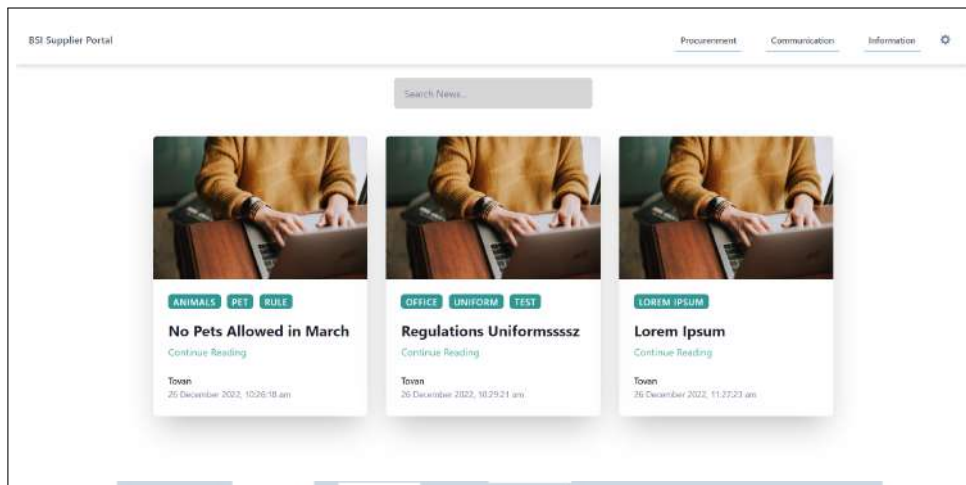 BSI Supplier Portal
Procurement Communication Information
Search News...
ANIMALS PET RULE
No Pets Allowed in March
Continue Reading
Tovan
26 December 2022, 10:26:18 am
OFFICE UNIFORM TEST
Regulations Uniformssssz
Continue Reading
Tovan
26 December 2022, 10:29:21 am
LOREM IPSUM
Lorem Ipsum
Continue Reading
Tovan
26 December 2022, 11:27:23 am